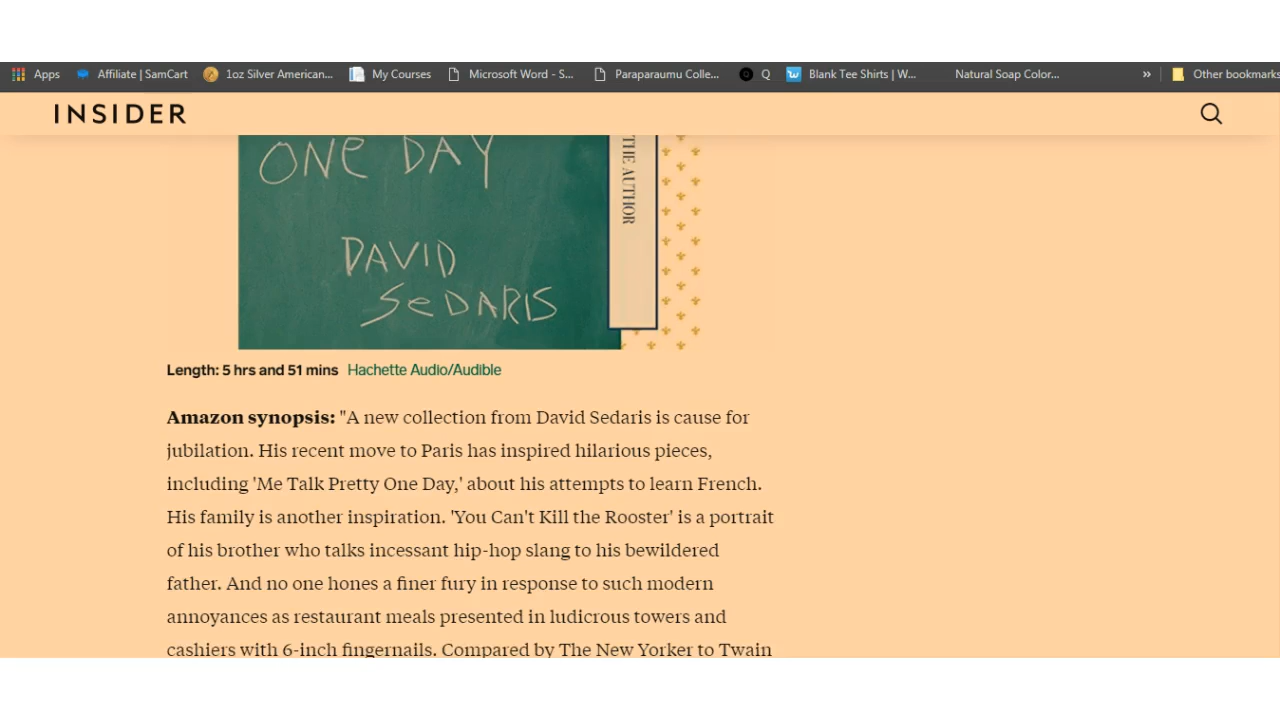 Apps Affiliate | SamCart 1oz Silver American... My Courses Microsoft Word - S... Paraparaumu Colle... Q Blank Tee Shirts | W... Natural Soap Color... » Other bookmarks
INSIDER
ONE DAY
DAVID
SEDARIS
THE AUTHOR
Length: 5 hrs and 51 mins Hachette Audio/Audible
Amazon synopsis: "A new collection from David Sedaris is cause for
jubilation. His recent move to Paris has inspired hilarious pieces,
including 'Me Talk Pretty One Day,' about his attempts to learn French.
His family is another inspiration. 'You Can't Kill the Rooster' is a portrait
of his brother who talks incessant hip-hop slang to his bewildered
father. And no one hones a finer fury in response to such modern
annoyances as restaurant meals presented in ludicrous towers and
cashiers with 6-inch fingernails. Compared by The New Yorker to Twain